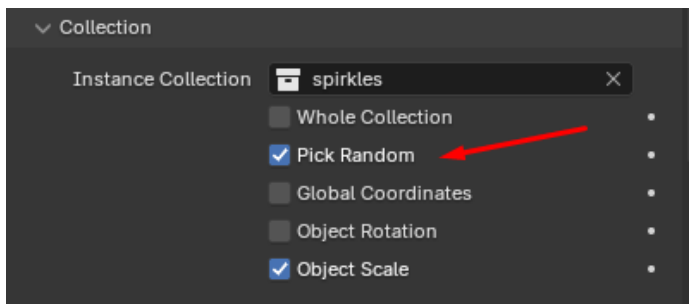 Collection
Instance Collection spirkles
Whole Collection
Pick Random
Global Coordinates
Object Rotation
Object Scale